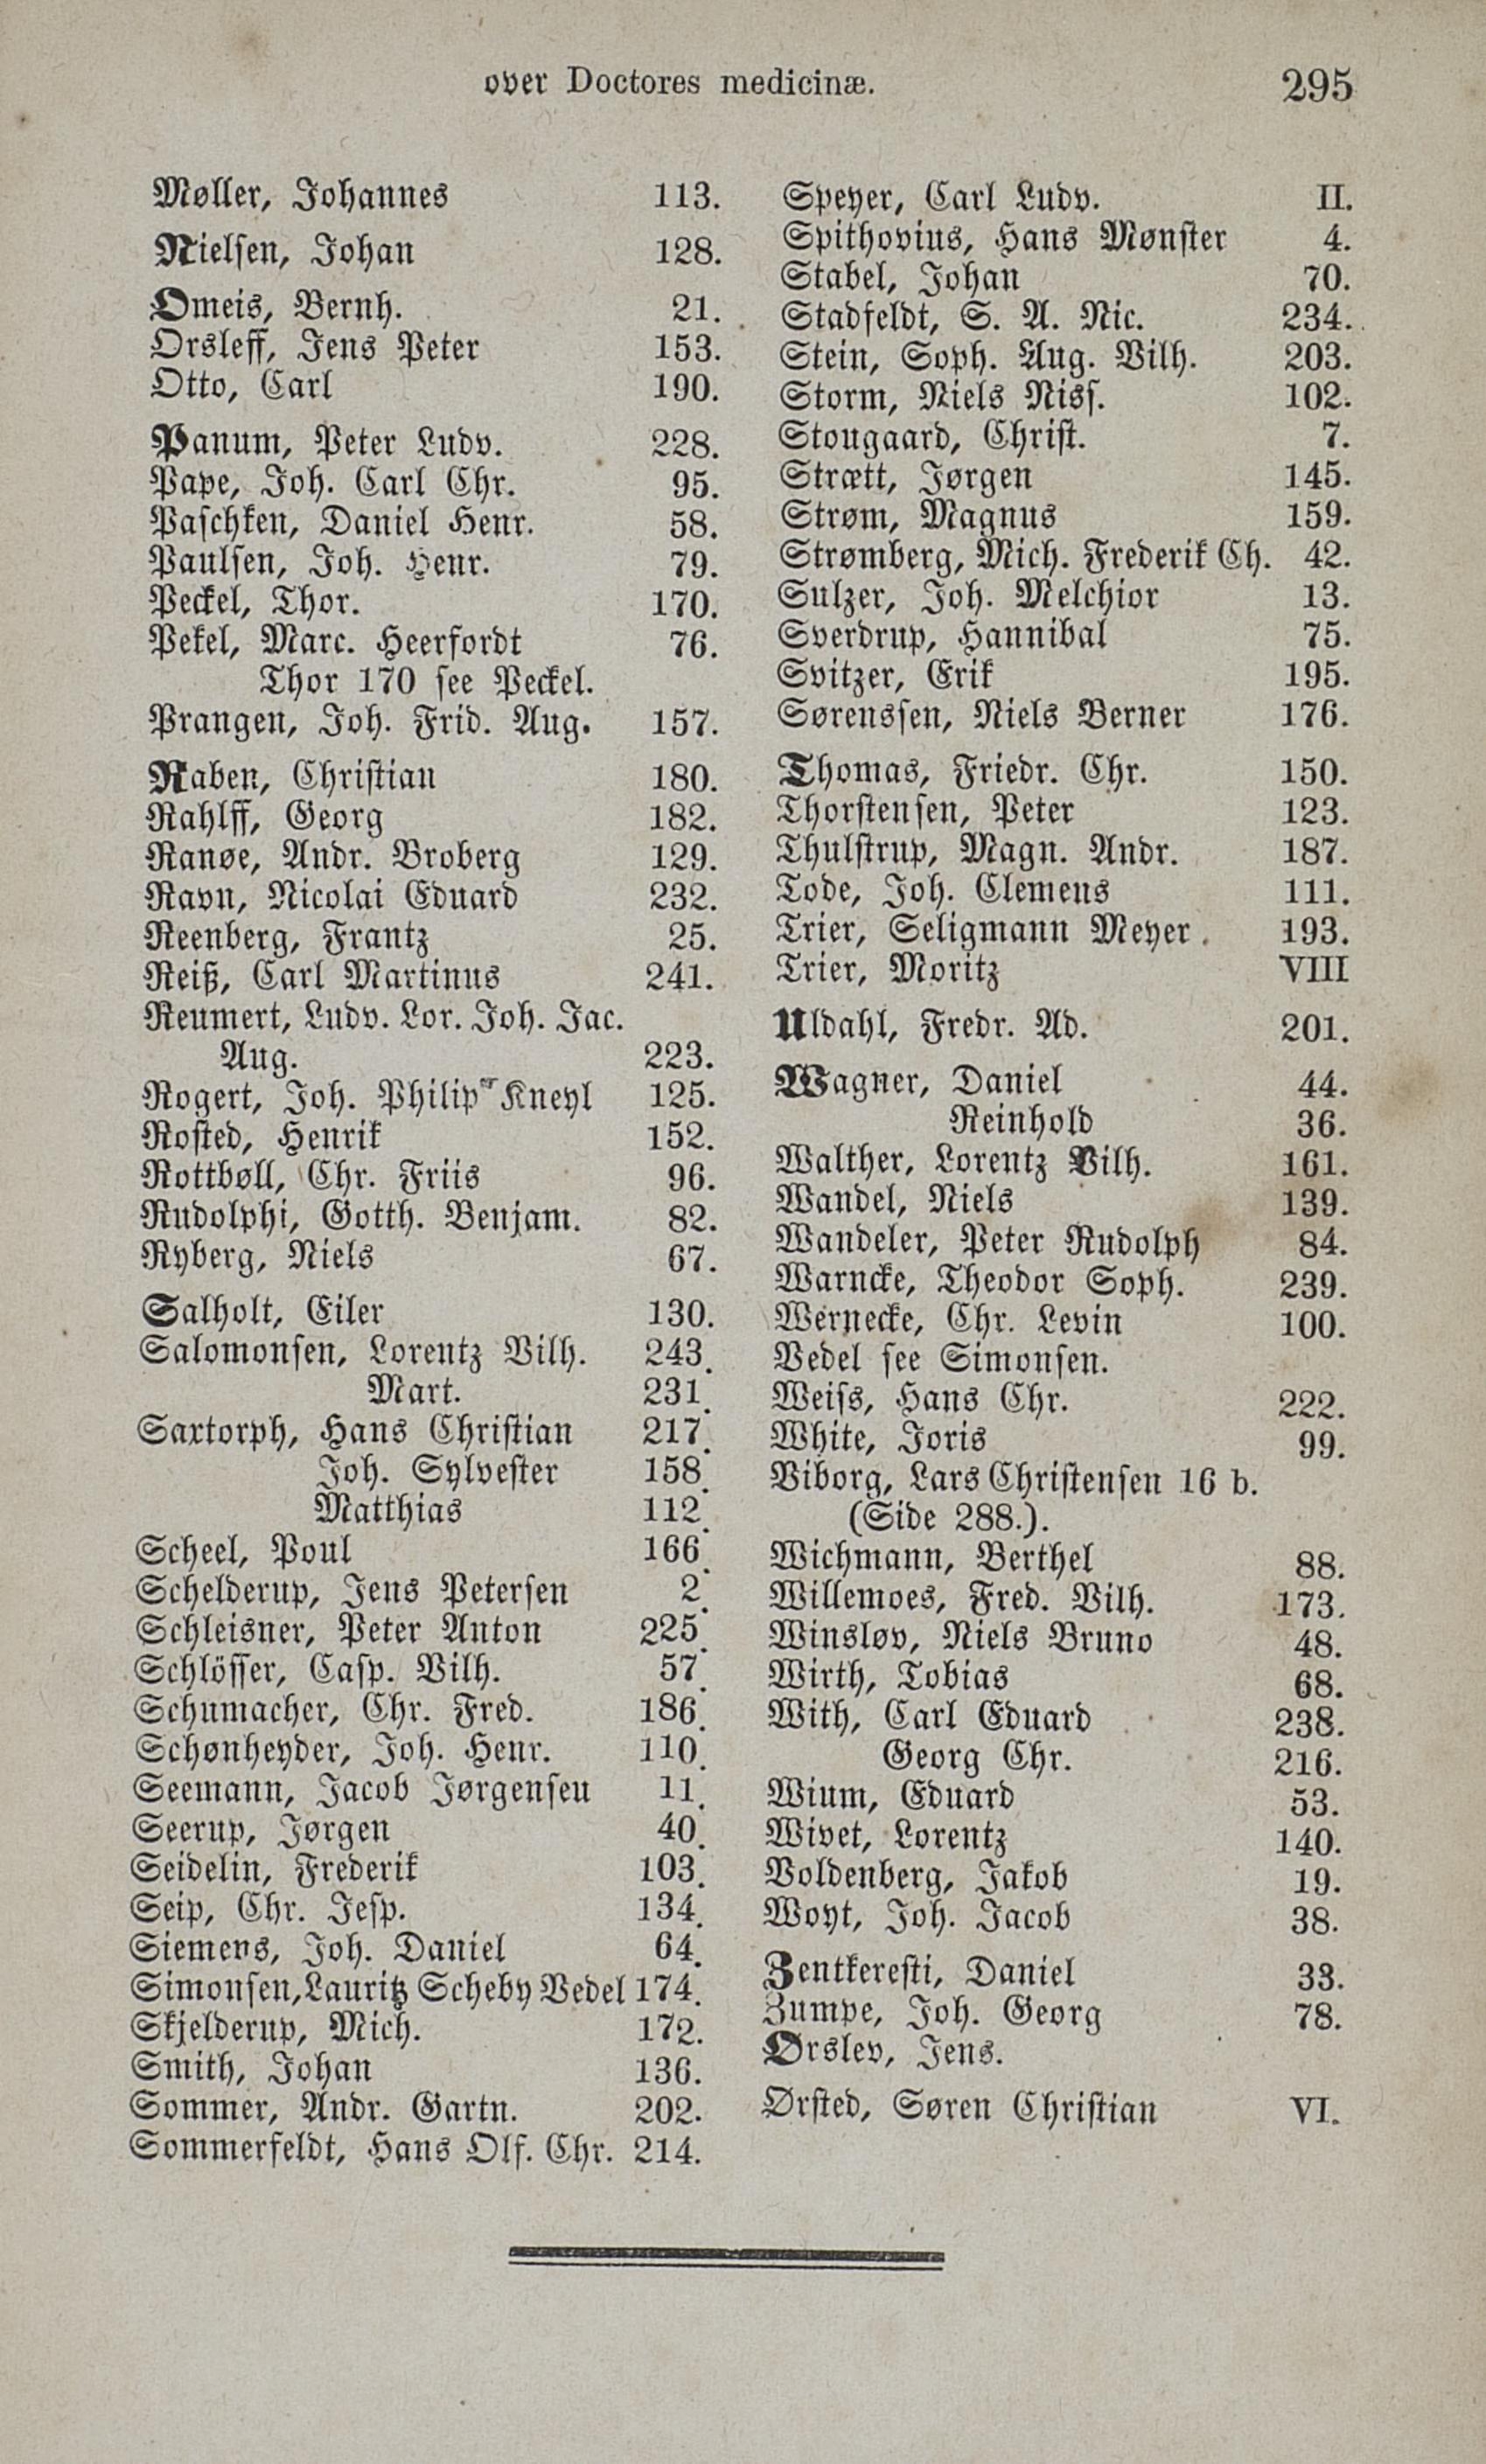 over Doctores medicinæ. 295
Møller, Johannes 113.
Nielsen, Johan 128.
Omeis, Bernh. 21.
Orsleff, Jens Peter 153.
Otto, Carl 190.
Panum, Peter Ludv. 228.
Pape, Joh. Carl Chr. 95.
Paschken, Daniel Henr. 58.
Paulsen, Joh. Henr. 79.
Peckel, Thor. 170.
Pekel, Marc. Heerfordt 76.
Thor 170 see Peckel.
Prangen, Joh. Frid. Aug. 157.
Raben, Christian 180.
Rahlff, Georg 182.
Ranøe, Andr. Broberg 129.
Ravn, Nicolai Eduard 232.
Reenberg, Frantz 25.
Reiß, Carl Martinus 241.
Reumert, Ludv. Lor. Joh. Jac.
Aug. 223.
Rogert, Joh. Philip Kneyl 125.
Rosted, Henrik 152.
Rottbøll, Chr. Friis 96.
Rudolphi, Gotth. Benjam. 82.
Ryberg, Niels 67.
Salholt, Eiler 130.
Salomonsen, Lorentz Vilh. 243.
Mart. 231.
Saxtorph, Hans Christian 217.
Joh. Sylvester 158.
Matthias 112.
Scheel, Poul 166.
Schelderup, Jens Petersen 2.
Schleisner, Peter Anton 225.
Schlösser, Casp. Vilh. 57.
Schumacher, Chr. Fred. 186.
Schønheyder, Joh. Henr. 110.
Seemann, Jacob Jørgenseu 11.
Seerup, Jørgen 40.
Seidelin, Frederik 103.
Seip, Chr. Jesp. 134.
Siemens, Joh. Daniel 64.
Simonsen, Lauritz Scheby Vedel 174.
Skjelderup, Mich. 172.
Smith, Johan 136.
Sommer, Andr. Gartn. 202.
Sommerfeldt, Hans Olf. Chr. 214.
Speyer, Carl Ludv. II.
Spithovius, Hans Mønster 4.
Stabel, Johan 70.
Stadfeldt, S. A. Nic. 234.
Stein, Soph. Aug. Vilh. 203.
Storm, Niels Niss. 102.
Stougaard, Christ. 7.
Strætt, Jørgen 145.
Strøm, Magnus 159.
Strømberg, Mich. Frederik Ch. 42.
Sulzer, Joh. Melchior 13.
Sverdrup, Hannibal 75.
Svitzer, Erik 195.
Sørenssen, Niels Berner 176.
Thomas, Friedr. Chr. 150.
Thorstensen, Peter 123.
Thulstrup, Magn. Andr. 187.
Tode, Joh. Clemens 111.
Trier, Seligmann Meyer 193.
Trier, Moritz VIII
Uldahl, Fredr. Ad. 201.
Wagner, Daniel 44.
Reinhold 36.
Walther, Lorentz Vilh. 161.
Wandel, Niels 139.
Wandeler, Peter Rudolph 84.
Warncke, Theodor Soph. 239.
Wernecke, Chr. Levin 100.
Vedel see Simonsen.
Weiss, Hans Chr. 222.
White, Joris 99.
Viborg, Lars Christensen 16 b.
(Side 288.).
Wichmann, Berthel 88.
Willemoes, Fred. Vilh. 173.
Winsløv, Niels Bruno 48.
Wirth, Tobias 68.
With, Carl Eduard 238.
Georg Chr. 216.
Wium, Eduard 53.
Wivet, Lorentz 140.
Voldenberg, Jakob 19.
Woyt, Joh. Jacob 38.
Zentkeresti, Daniel 33.
Zumpe, Joh. Georg 78.
Ørslev, Jens.
Ørsted, Søren Christian VI.